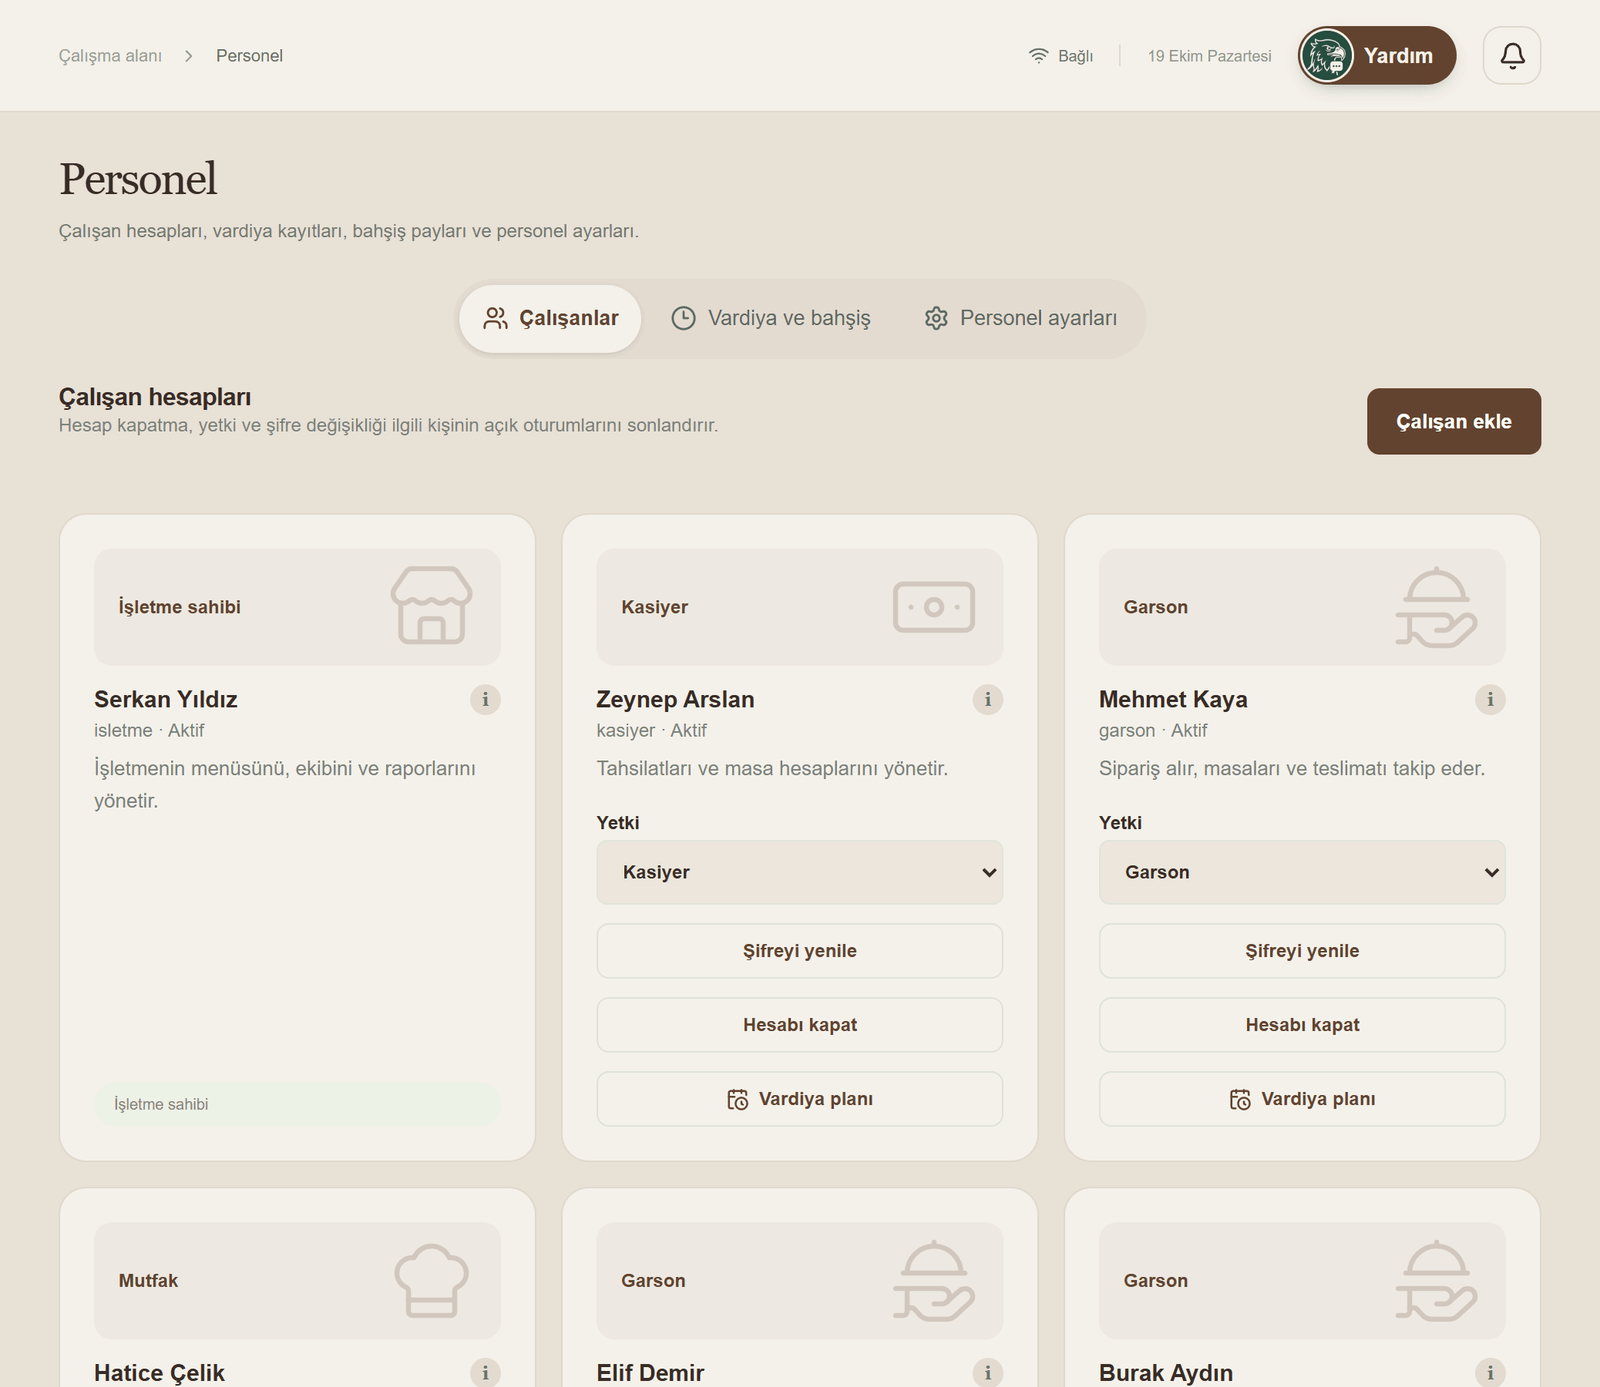 Çalışma alanı
Personel
Bağlı
19 Ekim Pazartesi
Yardım
Personel
Çalışan hesapları, vardiya kayıtları, bahşiş payları ve personel ayarları.
Çalışanlar
Vardiya ve bahşiş
Personel ayarları
Çalışan hesapları
Hesap kapatma, yetki ve şifre değişikliği ilgili kişinin açık oturumlarını sonlandırır.
Çalışan ekle
İşletme sahibi
Serkan Yıldız
i
isletme · Aktif
İşletmenin menüsünü, ekibini ve raporlarını
yönetir.
İşletme sahibi
Kasiyer
Zeynep Arslan
i
kasiyer · Aktif
Tahsilatları ve masa hesaplarını yönetir.
Yetki
Kasiyer
Şifreyi yenile
Hesabı kapat
Vardiya planı
Garson
Mehmet Kaya
i
garson · Aktif
Sipariş alır, masaları ve teslimatı takip eder.
Yetki
Garson
Şifreyi yenile
Hesabı kapat
Vardiya planı
Mutfak
Hatice Çelik
i
Garson
Elif Demir
i
Garson
Burak Aydın
i